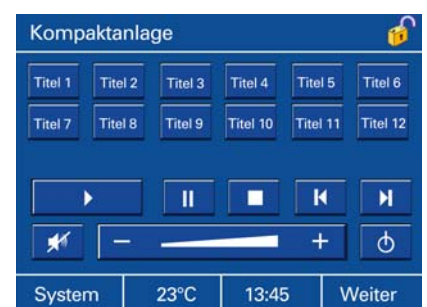 Kompaktanlage
Titel 1 Titel 2 Titel 3 Titel 4 Titel 5 Titel 6
Titel 7 Titel 8 Titel 9 Titel 10 Titel 11 Titel 12
− +
System 23°C 13:45 Weiter